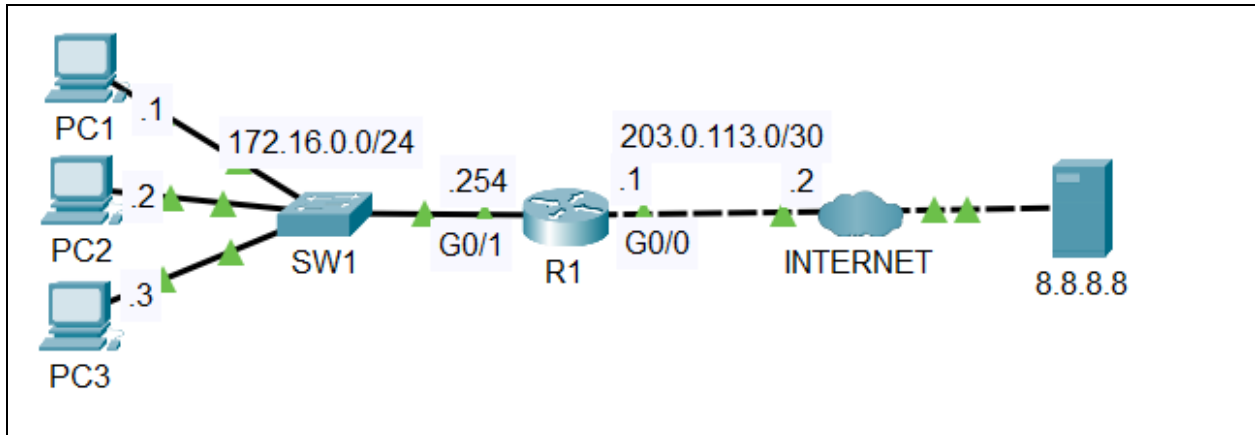 PC1
.1
172.16.0.0/24
203.0.113.0/30
PC2
.2
.254
.1
.2
SW1
G0/1
R1
G0/0
INTERNET
8.8.8.8
.3
PC3